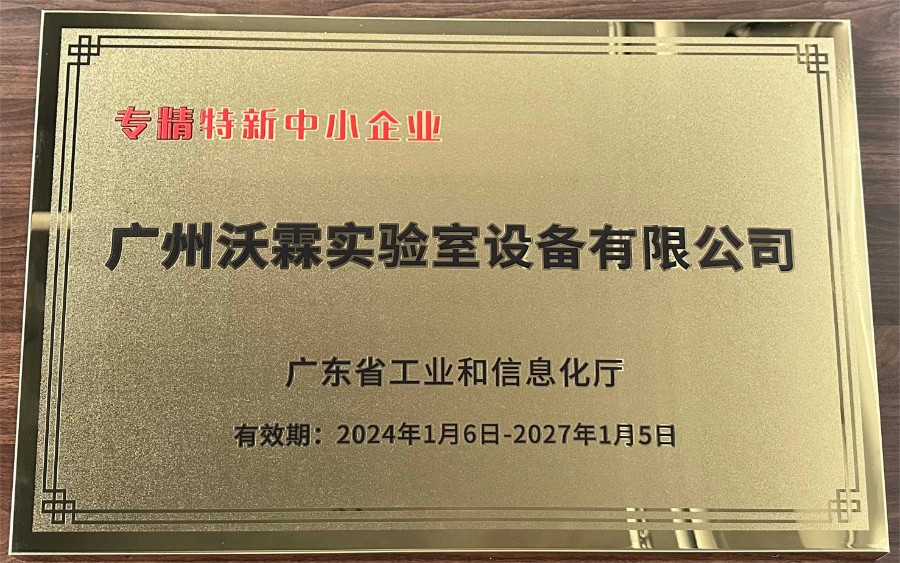 专精特新中小企业
广州沃霖实验室设备有限公司
广东省工业和信息化厅
有效期：2024年1月6日-2027年1月5日